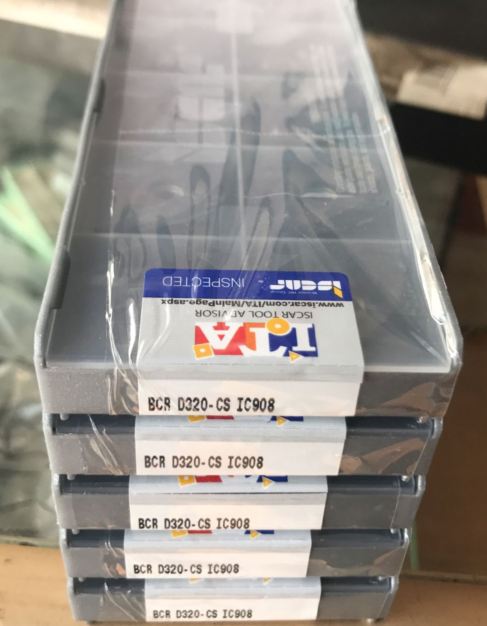 iscar
INSPECTED
www.iscar.com/ITA/MainPage.aspx
ISCAR TOOL ADVISOR
ITA
BCR D320-CS IC908
BCR D320-CS IC908
BCR D320-CS IC908
BCR D320-CS IC908
BCR D320-CS IC908